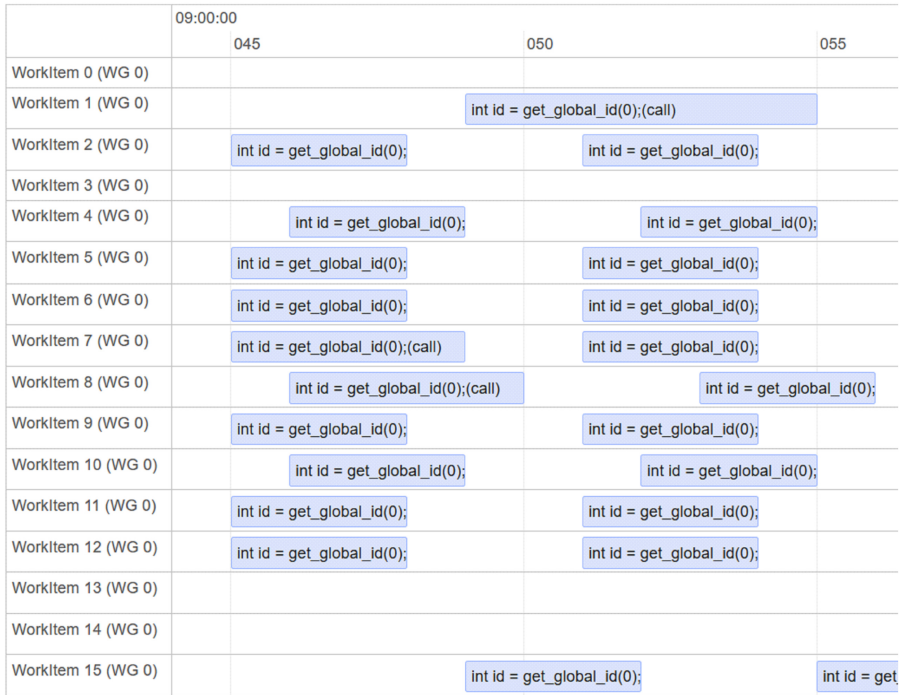 09:00:00
045 050 055
WorkItem 0 (WG 0)
WorkItem 1 (WG 0) int id = get_global_id(0);(call)
WorkItem 2 (WG 0) int id = get_global_id(0); int id = get_global_id(0);
WorkItem 3 (WG 0)
WorkItem 4 (WG 0) int id = get_global_id(0); int id = get_global_id(0);
WorkItem 5 (WG 0) int id = get_global_id(0); int id = get_global_id(0);
WorkItem 6 (WG 0) int id = get_global_id(0); int id = get_global_id(0);
WorkItem 7 (WG 0) int id = get_global_id(0);(call) int id = get_global_id(0);
WorkItem 8 (WG 0) int id = get_global_id(0);(call) int id = get_global_id(0);
WorkItem 9 (WG 0) int id = get_global_id(0); int id = get_global_id(0);
WorkItem 10 (WG 0) int id = get_global_id(0); int id = get_global_id(0);
WorkItem 11 (WG 0) int id = get_global_id(0); int id = get_global_id(0);
WorkItem 12 (WG 0) int id = get_global_id(0); int id = get_global_id(0);
WorkItem 13 (WG 0)
WorkItem 14 (WG 0)
WorkItem 15 (WG 0) int id = get_global_id(0); int id = get_